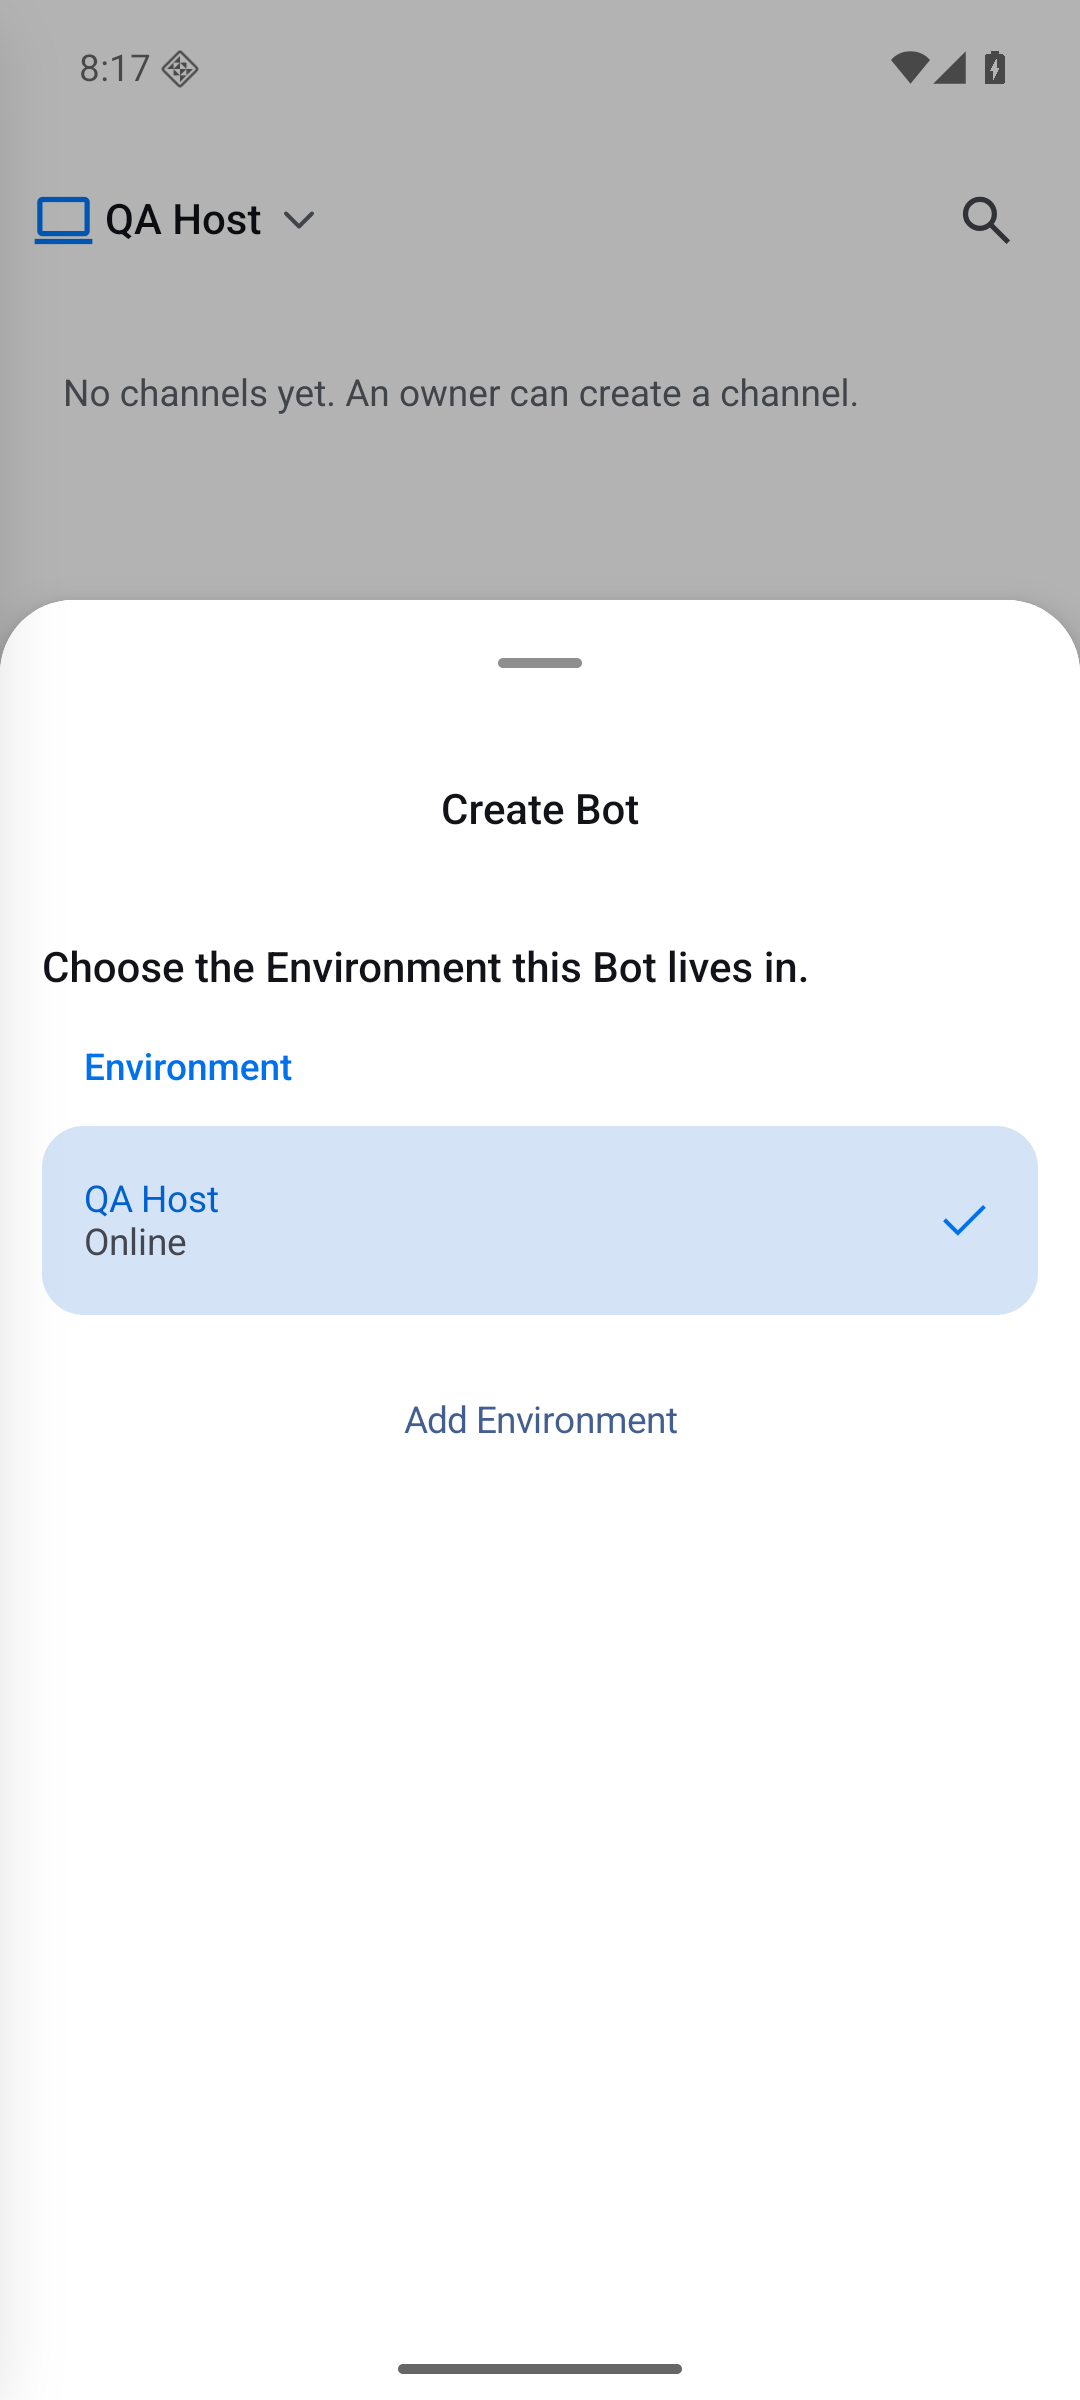 8:17
QA Host
No channels yet. An owner can create a channel.
Create Bot
Choose the Environment this Bot lives in.
Environment
QA Host
Online
Add Environment